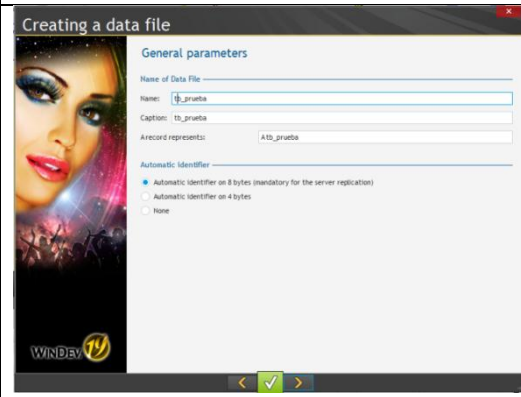 Creating a data file
General parameters
Name of Data File
Name: tb_prueba
Caption: tb_prueba
A record represents: A tb_prueba
Automatic identifier
Automatic identifier on 8 bytes (mandatory for the server replication)
Automatic identifier on 4 bytes
None
WINDEV 19